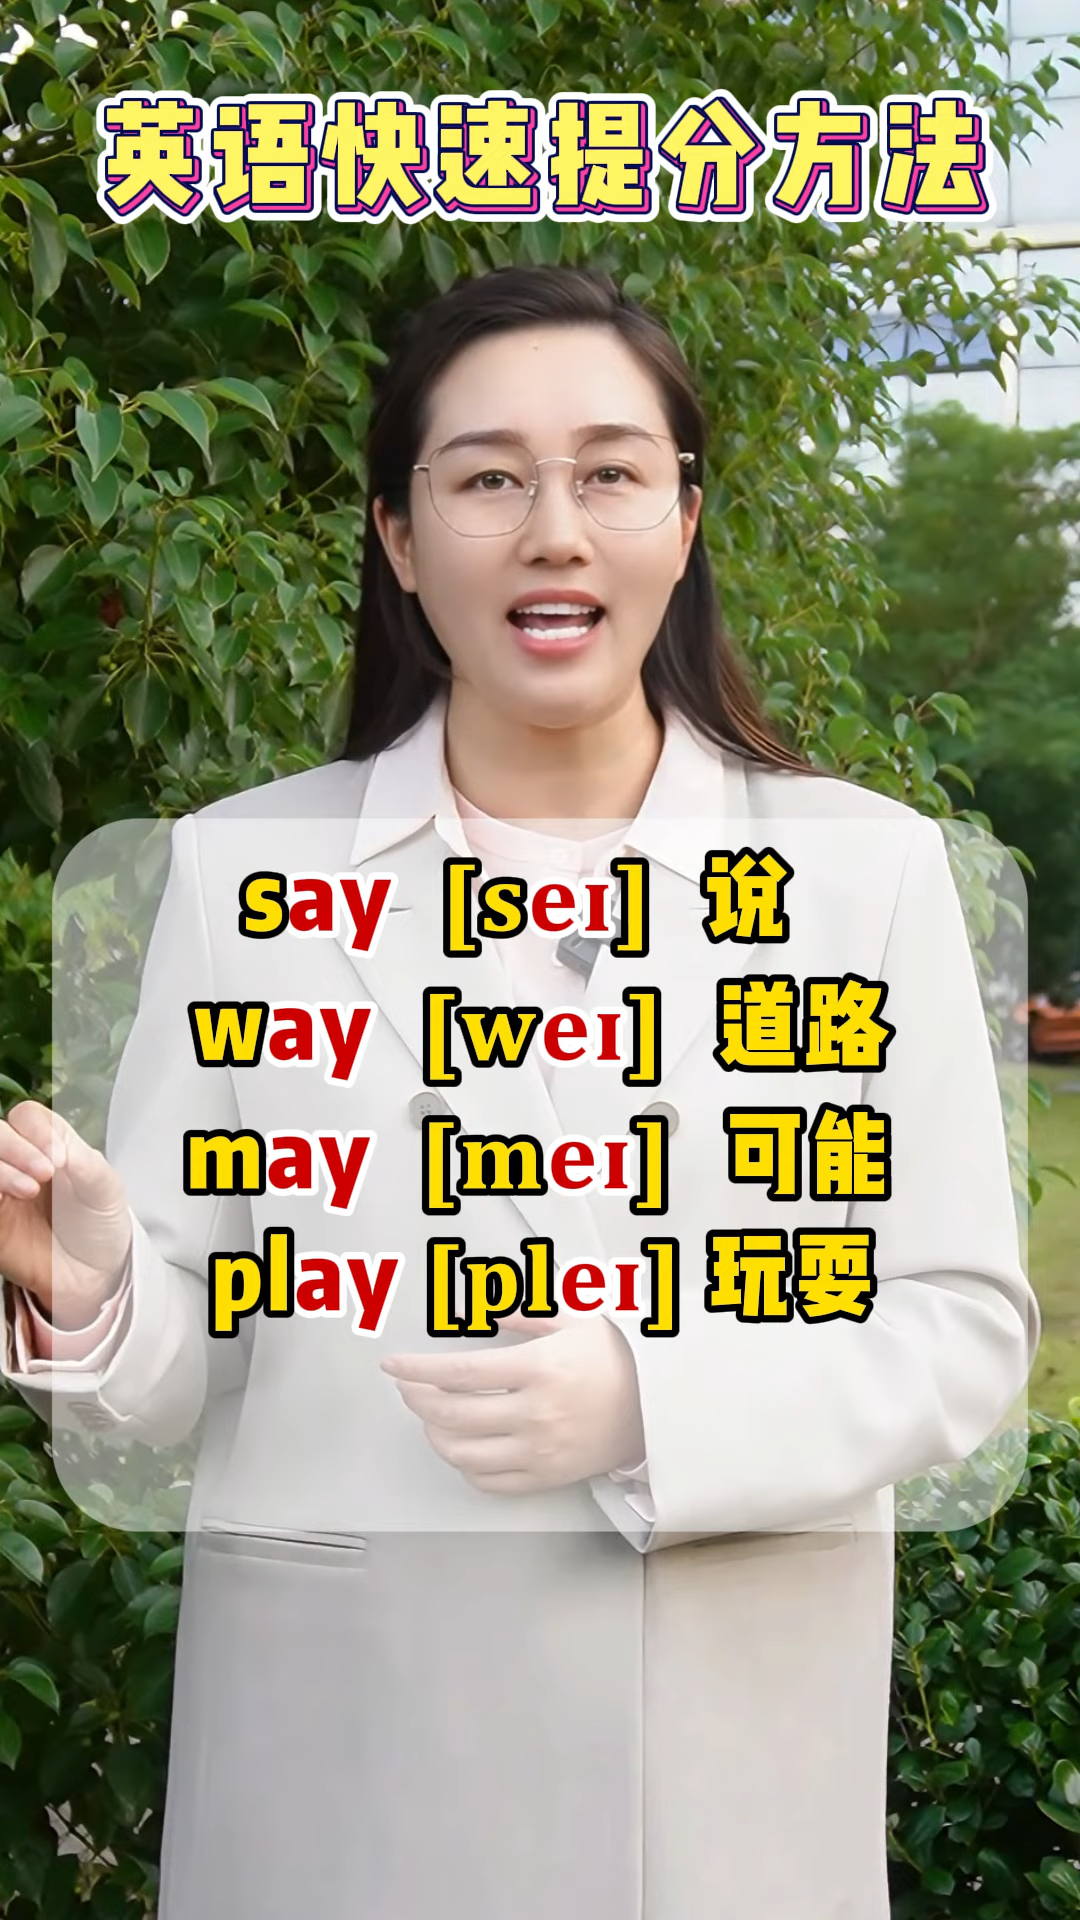 英语快速提分方法
say [seɪ] 说
way [weɪ] 道路
may [meɪ] 可能
play [pleɪ] 玩耍